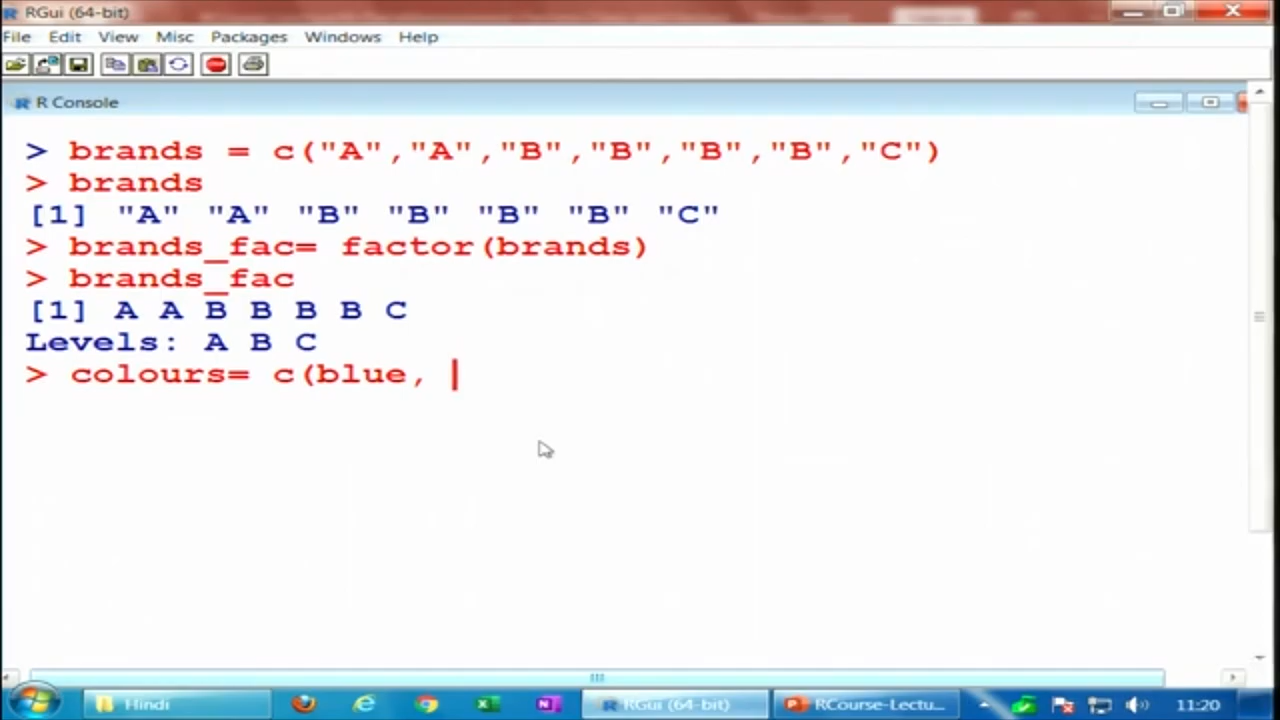 RGui (64-bit)
File Edit View Misc Packages Windows Help
R Console
> brands = c("A","A","B","B","B","B","C")
> brands
[1] "A" "A" "B" "B" "B" "B" "C"
> brands_fac= factor(brands)
> brands_fac
[1] A A B B B B C
Levels: A B C
> colours= c(blue,
Hindi RGui (64-bit) RCourse-Lectu... 11:20